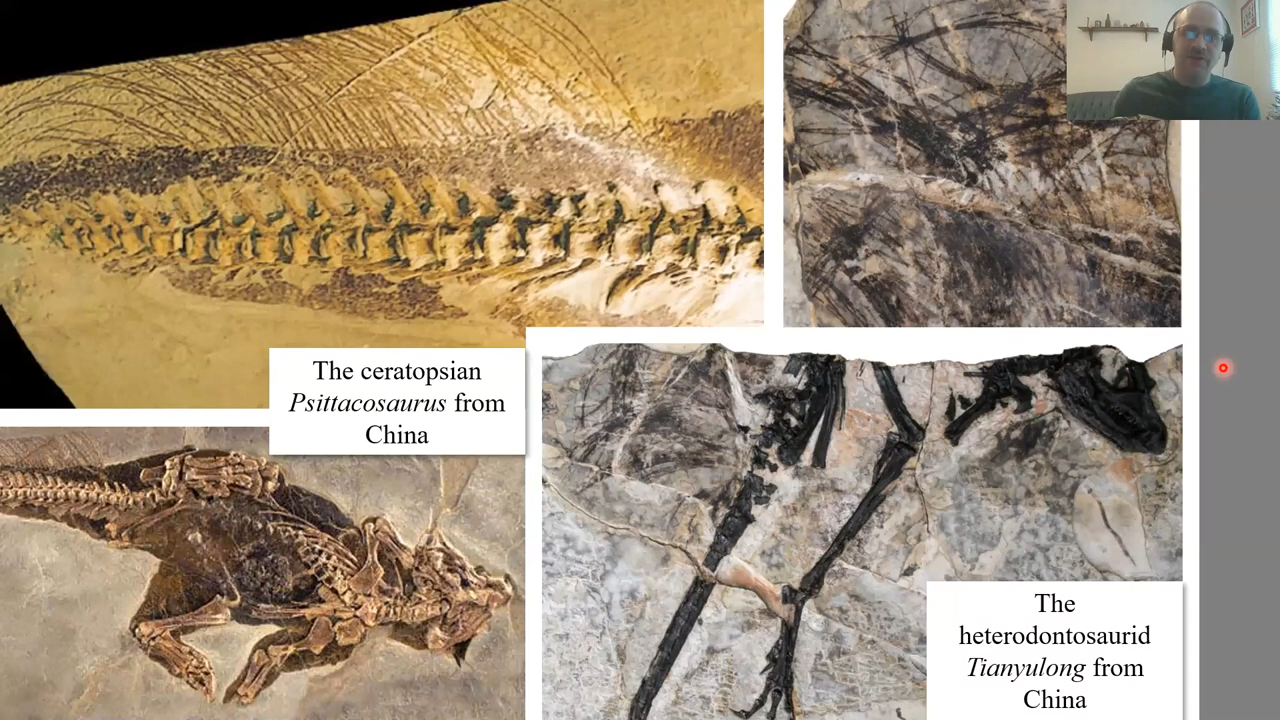 The ceratopsian
Psittacosaurus from
China
The
heterodontosaurid
Tianyulong from
China